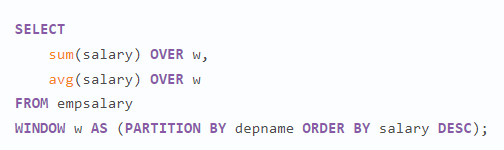 SELECT
    sum(salary) OVER w,
    avg(salary) OVER w
FROM empsalary
WINDOW w AS (PARTITION BY depname ORDER BY salary DESC);